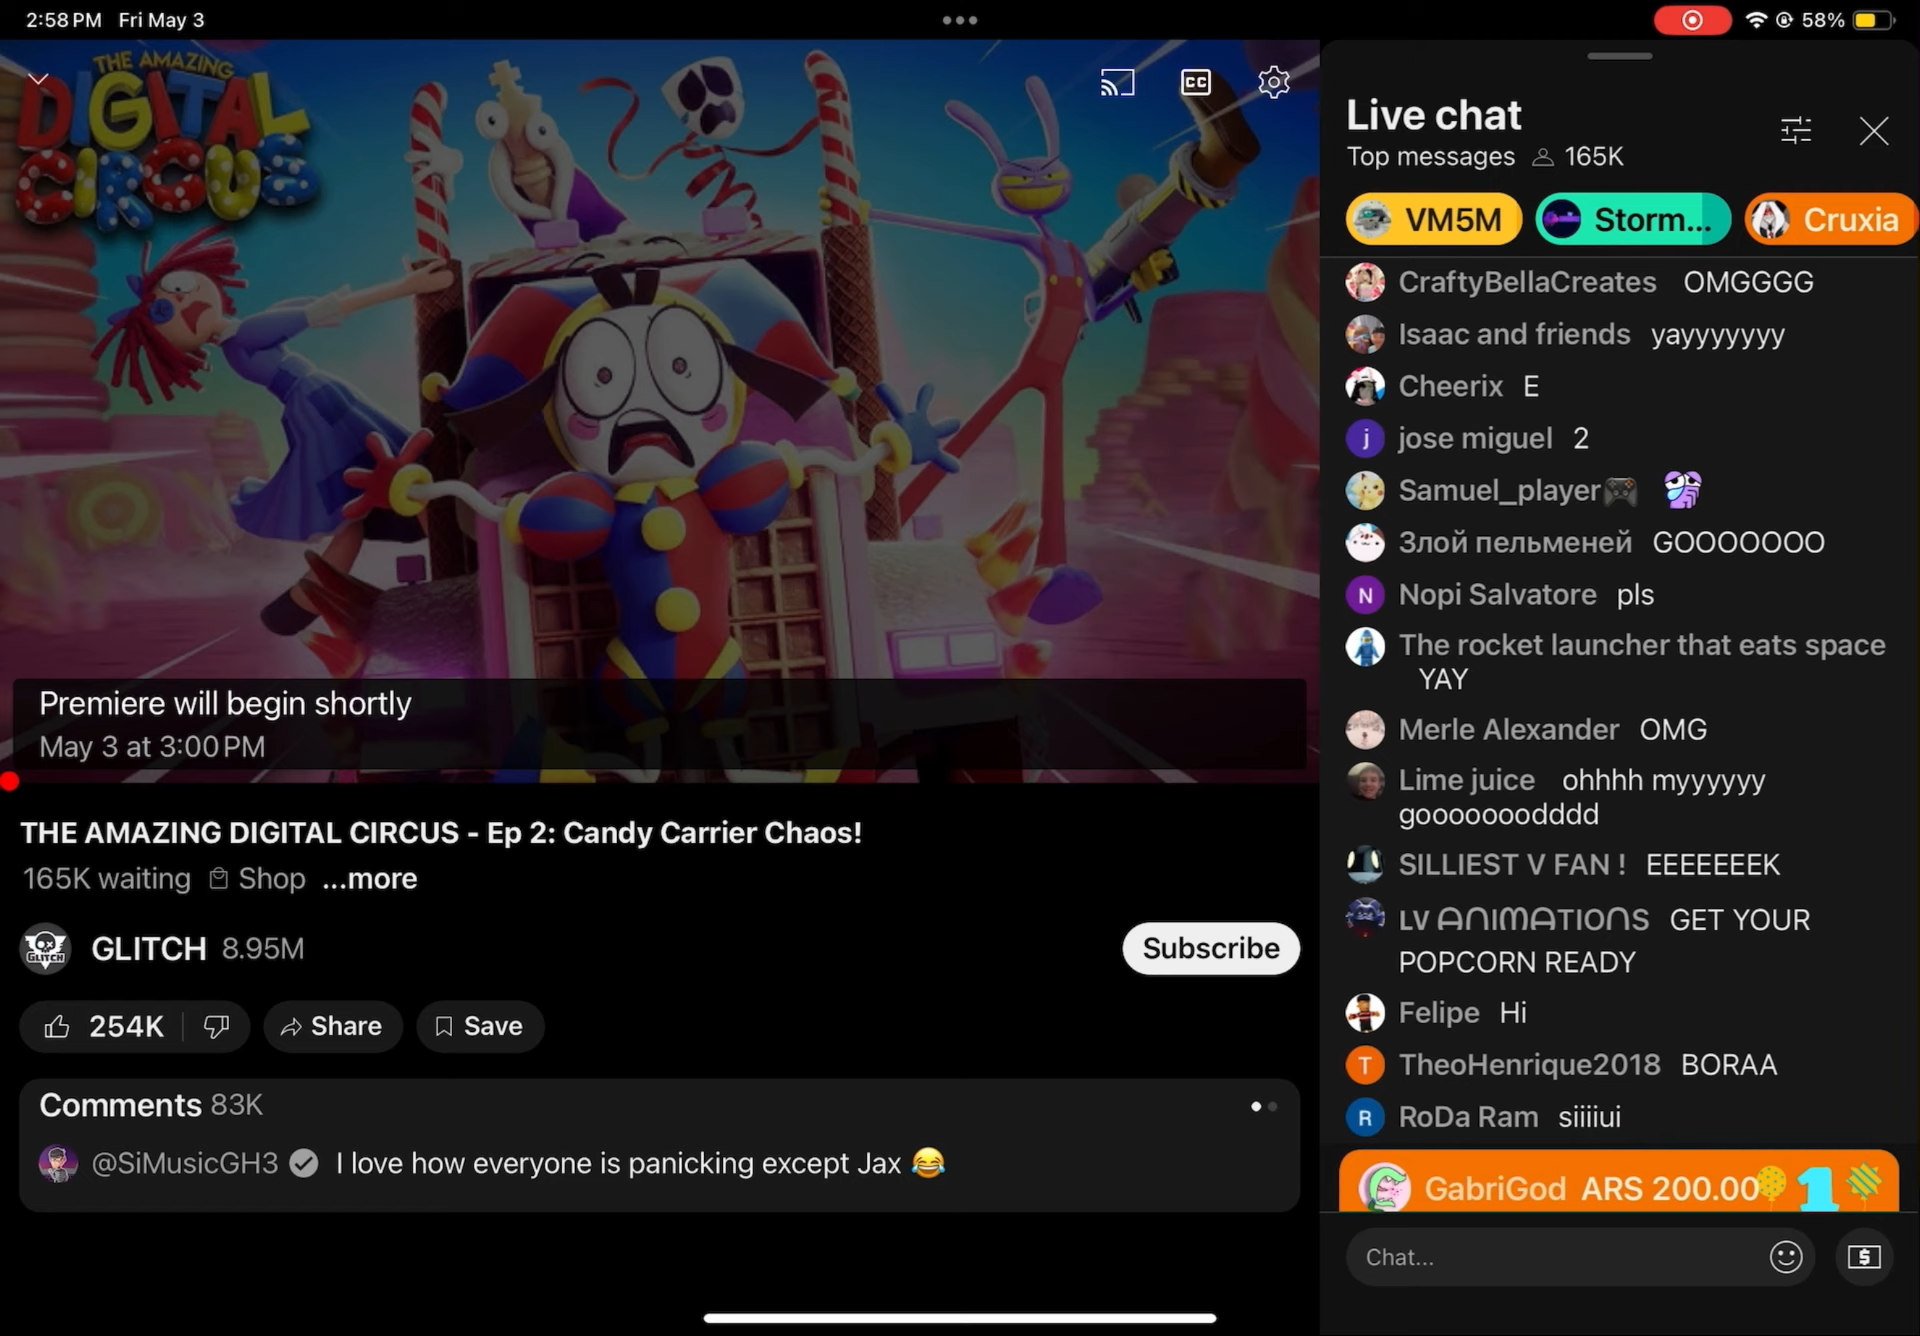 2:58 PM Fri May 3
58%
THE AMAZING
DIGITAL
CIRCUS
CC
Premiere will begin shortly
May 3 at 3:00 PM
THE AMAZING DIGITAL CIRCUS - Ep 2: Candy Carrier Chaos!
165K waiting Shop ...more
GLITCH
GLITCH 8.95M
Subscribe
254K
Share
Save
Comments 83K
@SiMusicGH3 I love how everyone is panicking except Jax 😂
Live chat
Top messages 165K
VM5M
Storm...
Cruxia
CraftyBellaCreates OMGGGG
Isaac and friends yayyyyyyy
Cheerix E
j
jose miguel 2
Samuel_player🎮
Злой пельменей GOOOOOOO
N
Nopi Salvatore pls
The rocket launcher that eats space
YAY
Merle Alexander OMG
Lime juice ohhhh myyyyyy
goooooooodddd
SILLIEST V FAN ! EEEEEEEK
LV ᗩᑎIᗰᗩTIOᑎS GET YOUR
POPCORN READY
Felipe Hi
T
TheoHenrique2018 BORAA
R
RoDa Ram siiiiui
GabriGod ARS 200.00 1
Chat...
$